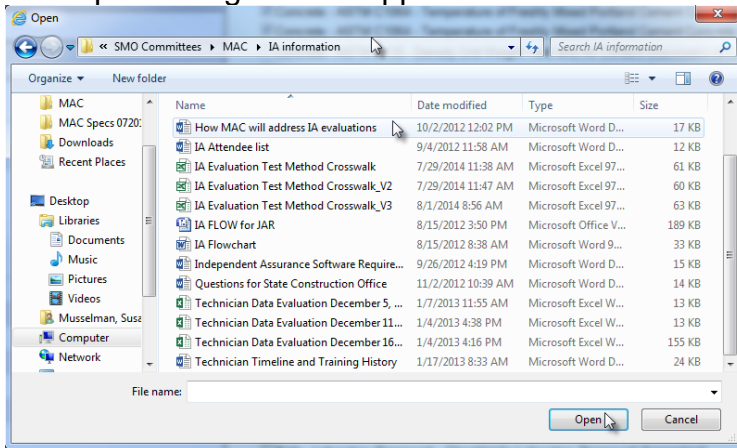 Open
« SMO Committees ▸ MAC ▸ IA information
Search IA information
Organize ▾ New folder
Name Date modified Type Size
MAC
MAC Specs 0720
Downloads
Recent Places
Desktop
Libraries
Documents
Music
Pictures
Videos
Musselman, Susa
Computer
Network
How MAC will address IA evaluations 10/2/2012 12:02 PM Microsoft Word D... 17 KB
IA Attendee list 9/4/2012 11:58 AM Microsoft Word D... 12 KB
IA Evaluation Test Method Crosswalk 7/29/2014 11:38 AM Microsoft Excel 97... 61 KB
IA Evaluation Test Method Crosswalk_V2 7/29/2014 11:47 AM Microsoft Excel 97... 60 KB
IA Evaluation Test Method Crosswalk_V3 8/1/2014 8:56 AM Microsoft Excel 97... 63 KB
IA FLOW for JAR 8/15/2012 3:50 PM Microsoft Office V... 189 KB
IA Flowchart 8/15/2012 8:38 AM Microsoft Word 9... 33 KB
Independent Assurance Software Require... 9/26/2012 4:19 PM Microsoft Word D... 15 KB
Questions for State Construction Office 11/2/2012 10:39 AM Microsoft Word D... 14 KB
Technician Data Evaluation December 5, ... 1/7/2013 11:55 AM Microsoft Excel W... 13 KB
Technician Data Evaluation December 11... 1/4/2013 4:38 PM Microsoft Excel W... 13 KB
Technician Data Evaluation December 16... 1/4/2013 4:16 PM Microsoft Excel W... 155 KB
Technician Timeline and Training History 1/17/2013 8:33 AM Microsoft Word D... 24 KB
File name:
Open Cancel